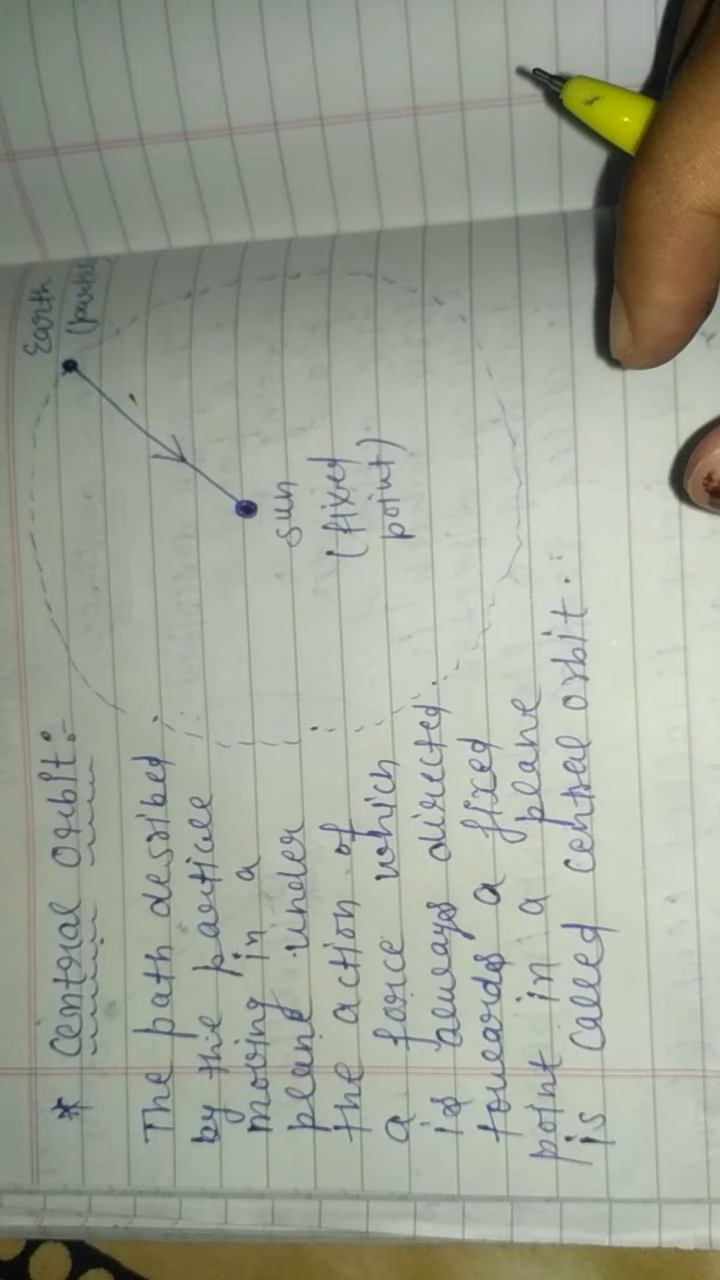 * Central Orbit:-
The path described
by the particle
moving in a
plane under
the action of
a force which
is always directed
towards a fixed
point in a plane
is called central orbit.
Earth
sun
(fixed
point)